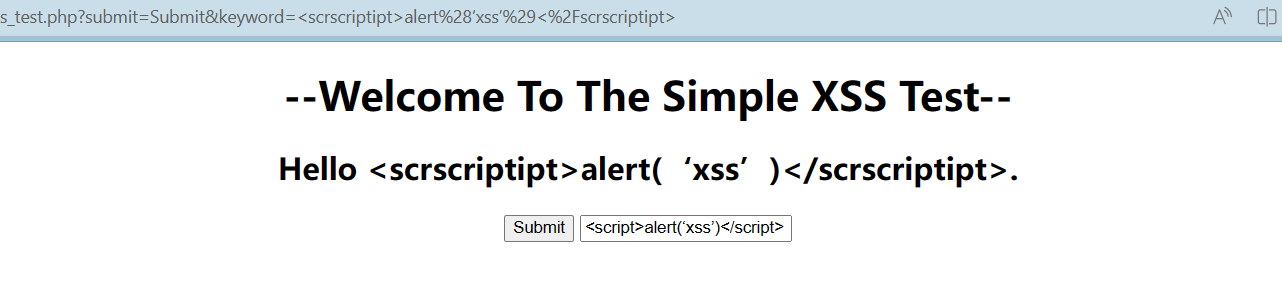 s_test.php?submit=Submit&keyword=<scrscriptipt>alert%28‘xss’%29<%2Fscrscriptipt>
--Welcome To The Simple XSS Test--
Hello <scrscriptipt>alert(‘xss’)</scrscriptipt>.
Submit <script>alert(‘xss’)</script>